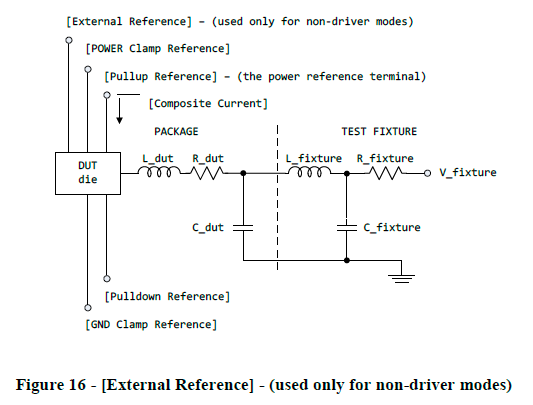 [External Reference] – (used only for non-driver modes)
[POWER Clamp Reference]
[Pullup Reference] – (the power reference terminal)
[Composite Current]
PACKAGE
TEST FIXTURE
L_dut R_dut
L_fixture R_fixture
DUT
die
V_fixture
C_dut
C_fixture
[Pulldown Reference]
[GND Clamp Reference]
Figure 16 - [External Reference] - (used only for non-driver modes)